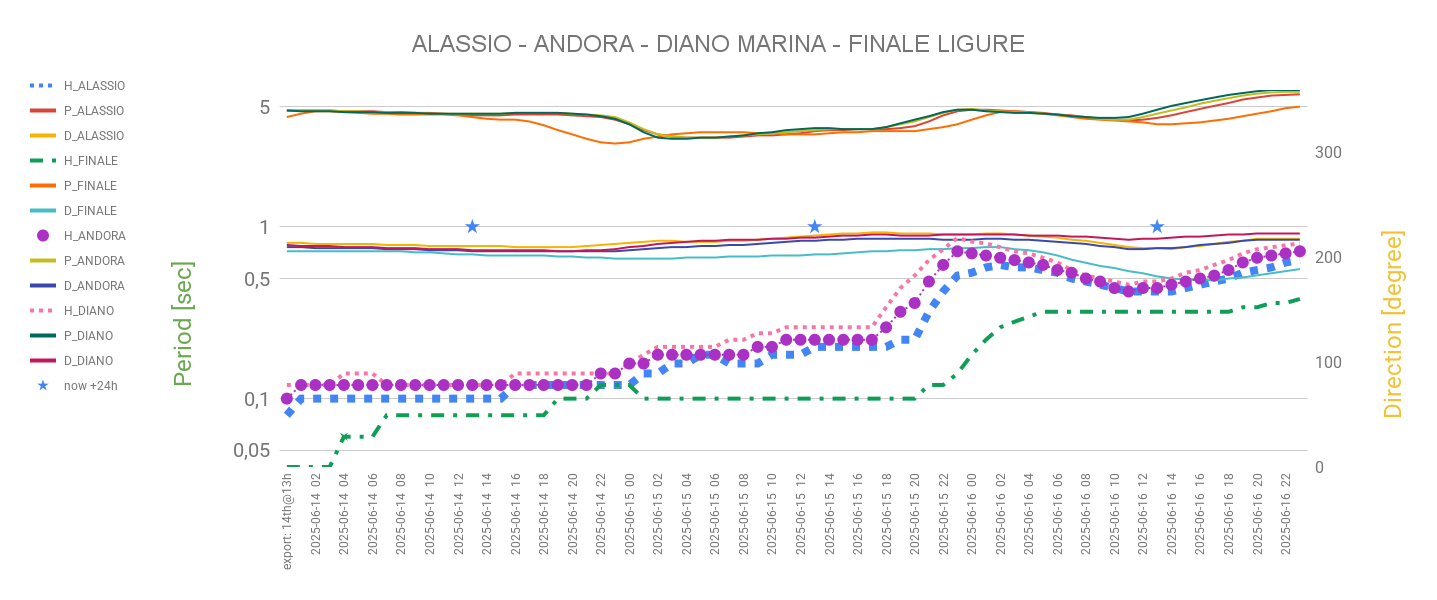 ALASSIO - ANDORA - DIANO MARINA - FINALE LIGURE
H_ALASSIO
P_ALASSIO
D_ALASSIO
H_FINALE
P_FINALE
D_FINALE
H_ANDORA
P_ANDORA
D_ANDORA
H_DIANO
P_DIANO
D_DIANO
now +24h
Period [sec]
5
1
0,5
0,1
0,05
300
200
100
0
Direction [degree]
export: 14th@13h
2025-06-14 02
2025-06-14 04
2025-06-14 06
2025-06-14 08
2025-06-14 10
2025-06-14 12
2025-06-14 14
2025-06-14 16
2025-06-14 18
2025-06-14 20
2025-06-14 22
2025-06-15 00
2025-06-15 02
2025-06-15 04
2025-06-15 06
2025-06-15 08
2025-06-15 10
2025-06-15 12
2025-06-15 14
2025-06-15 16
2025-06-15 18
2025-06-15 20
2025-06-15 22
2025-06-16 00
2025-06-16 02
2025-06-16 04
2025-06-16 06
2025-06-16 08
2025-06-16 10
2025-06-16 12
2025-06-16 14
2025-06-16 16
2025-06-16 18
2025-06-16 20
2025-06-16 22